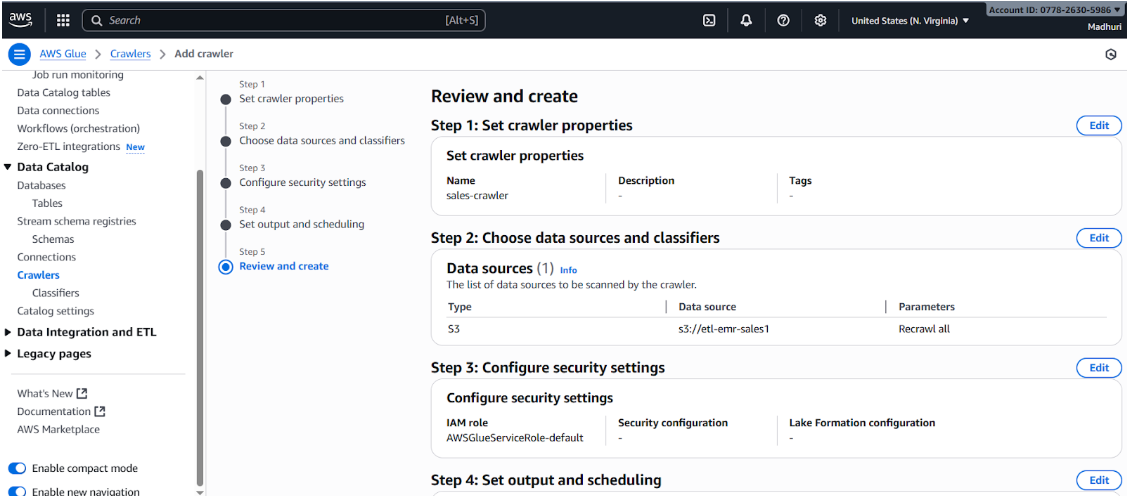 aws
Search [Alt+S]
United States (N. Virginia)
Account ID: 0778-2630-5986
Madhuri
AWS Glue > Crawlers > Add crawler
Job run monitoring
Data Catalog tables
Data connections
Workflows (orchestration)
Zero-ETL integrations New
Data Catalog
Databases
Tables
Stream schema registries
Schemas
Connections
Crawlers
Classifiers
Catalog settings
Data Integration and ETL
Legacy pages
What's New
Documentation
AWS Marketplace
Enable compact mode
Enable new navigation
Step 1
Set crawler properties
Step 2
Choose data sources and classifiers
Step 3
Configure security settings
Step 4
Set output and scheduling
Step 5
Review and create
Review and create
Step 1: Set crawler properties
Edit
Set crawler properties
Name Description Tags
sales-crawler - -
Step 2: Choose data sources and classifiers
Edit
Data sources (1) Info
The list of data sources to be scanned by the crawler.
Type Data source Parameters
S3 s3://etl-emr-sales1 Recrawl all
Step 3: Configure security settings
Edit
Configure security settings
IAM role Security configuration Lake Formation configuration
AWSGlueServiceRole-default - -
Step 4: Set output and scheduling
Edit